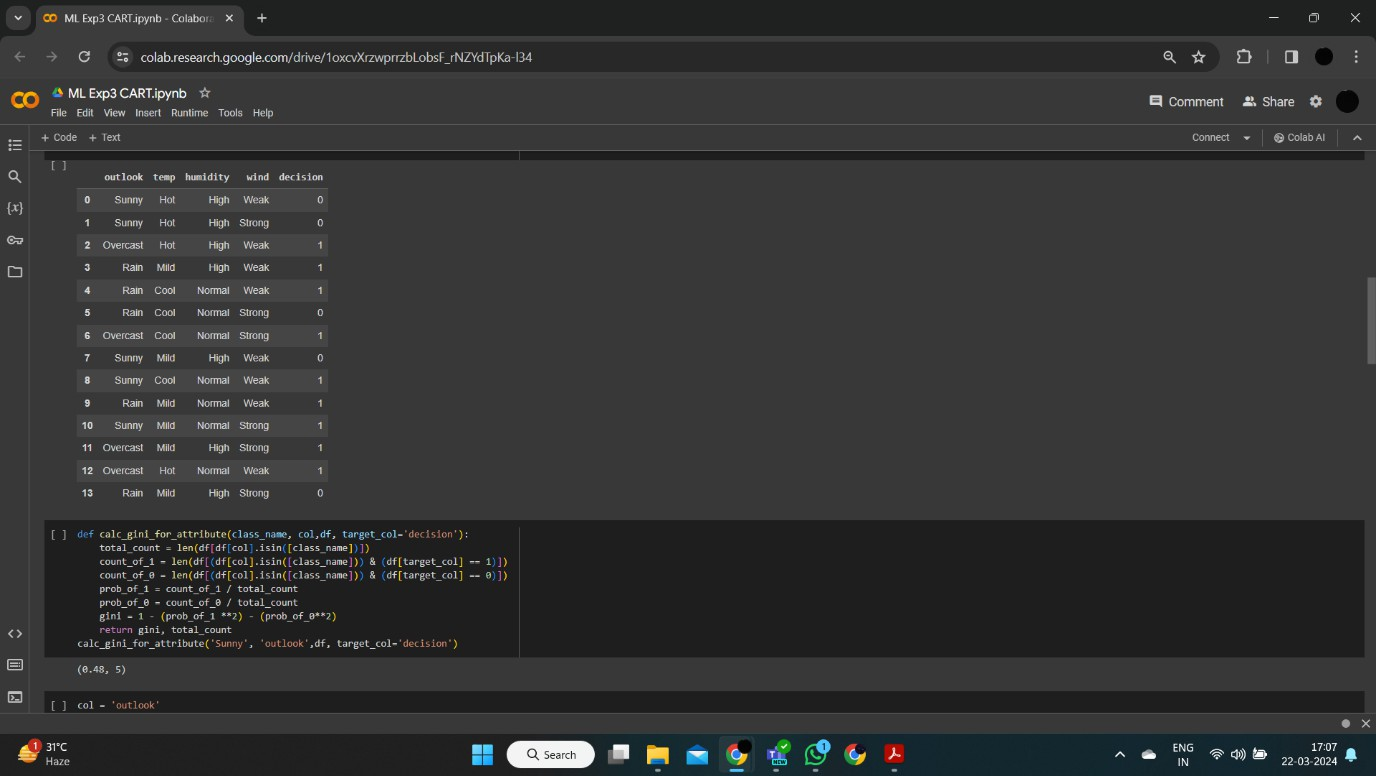 ML Exp3 CART.ipynb - Colabora
colab.research.google.com/drive/1oxcvXrzwprrzbLobsF_rNZYdTpKa-l34
ML Exp3 CART.ipynb
File Edit View Insert Runtime Tools Help
Comment Share
+ Code + Text
Connect Colab AI
[ ]
outlook temp humidity wind decision
0 Sunny Hot High Weak 0
1 Sunny Hot High Strong 0
2 Overcast Hot High Weak 1
3 Rain Mild High Weak 1
4 Rain Cool Normal Weak 1
5 Rain Cool Normal Strong 0
6 Overcast Cool Normal Strong 1
7 Sunny Mild High Weak 0
8 Sunny Cool Normal Weak 1
9 Rain Mild Normal Weak 1
10 Sunny Mild Normal Strong 1
11 Overcast Mild High Strong 1
12 Overcast Hot Normal Weak 1
13 Rain Mild High Strong 0
[ ] def calc_gini_for_attribute(class_name, col,df, target_col='decision'):
total_count = len(df[df[col].isin([class_name])])
count_of_1 = len(df[(df[col].isin([class_name])) & (df[target_col] == 1)])
count_of_0 = len(df[(df[col].isin([class_name])) & (df[target_col] == 0)])
prob_of_1 = count_of_1 / total_count
prob_of_0 = count_of_0 / total_count
gini = 1 - (prob_of_1 **2) - (prob_of_0**2)
return gini, total_count
calc_gini_for_attribute('Sunny', 'outlook',df, target_col='decision')
(0.48, 5)
[ ] col = 'outlook'
1
31°C
Haze
Search
NEW
1
ENG
IN
17:07
22-03-2024